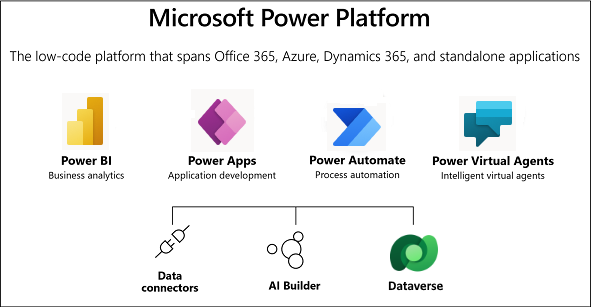 Microsoft Power Platform
The low-code platform that spans Office 365, Azure, Dynamics 365, and standalone applications
Power BI
Business analytics
Power Apps
Application development
Power Automate
Process automation
Power Virtual Agents
Intelligent virtual agents
Data
connectors
AI Builder
Dataverse